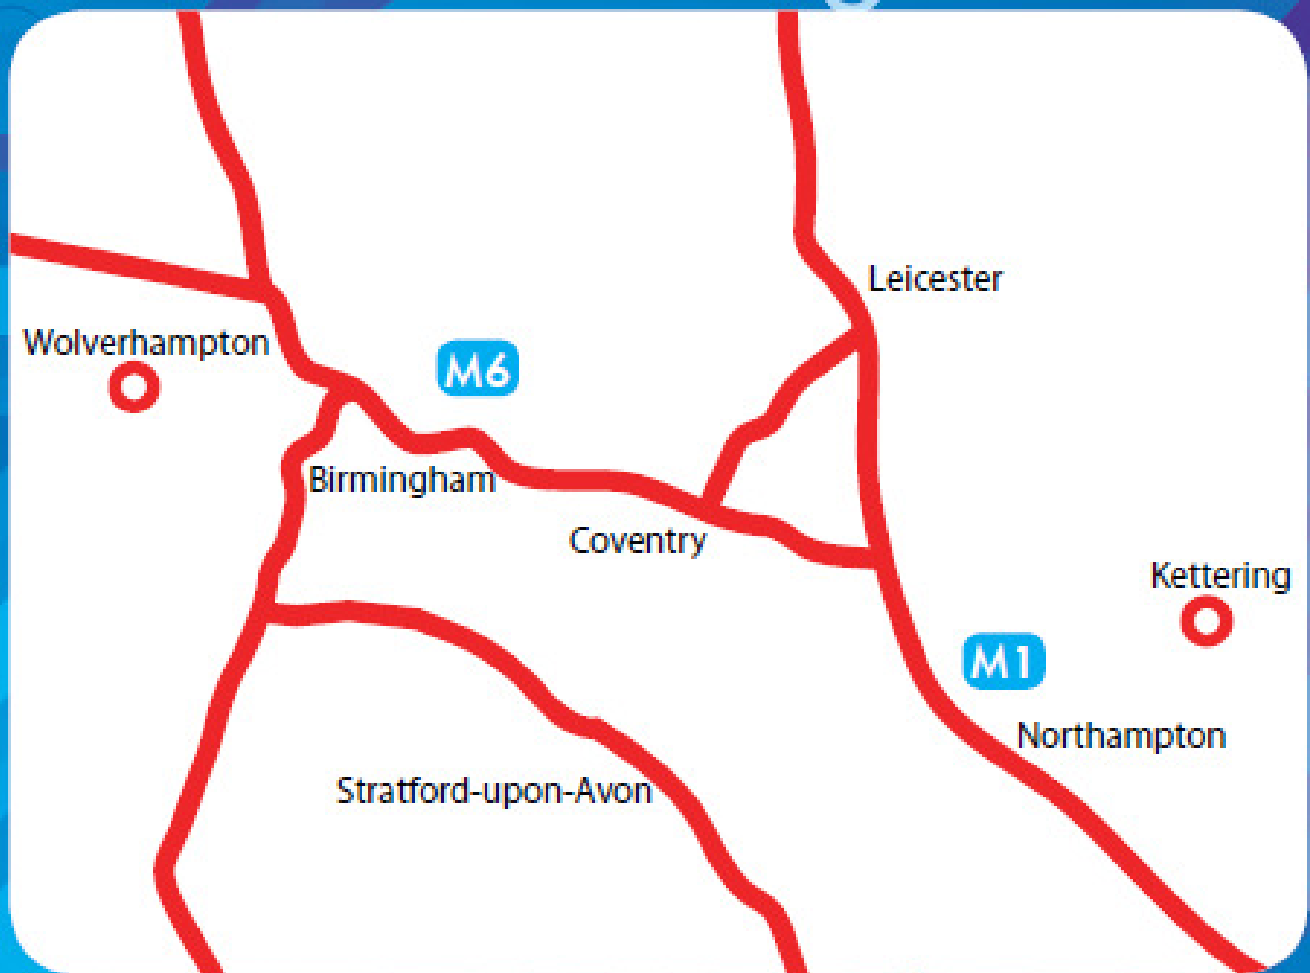 Leicester
Wolverhampton
M6
Birmingham
Coventry
Kettering
M1
Northampton
Stratford-upon-Avon